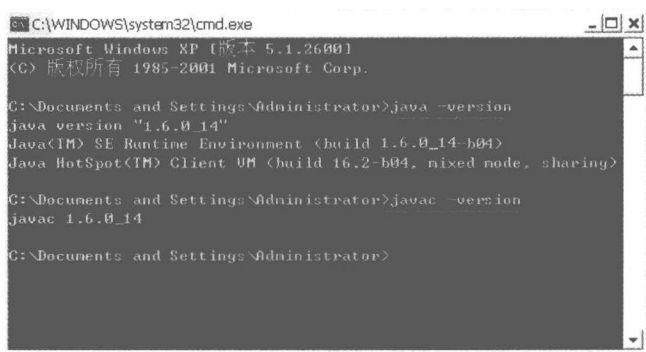 C:\WINDOWS\system32\cmd.exe
Microsoft Windows XP [版本 5.1.2600]
(C) 版权所有 1985-2001 Microsoft Corp.
C:\Documents and Settings\Administrator>java -version
java version "1.6.0_14"
Java(TM) SE Runtime Environment (build 1.6.0_14-b04)
Java HotSpot(TM) Client VM (build 16.2-b04, mixed mode, sharing)
C:\Documents and Settings\Administrator>javac -version
javac 1.6.0_14
C:\Documents and Settings\Administrator>